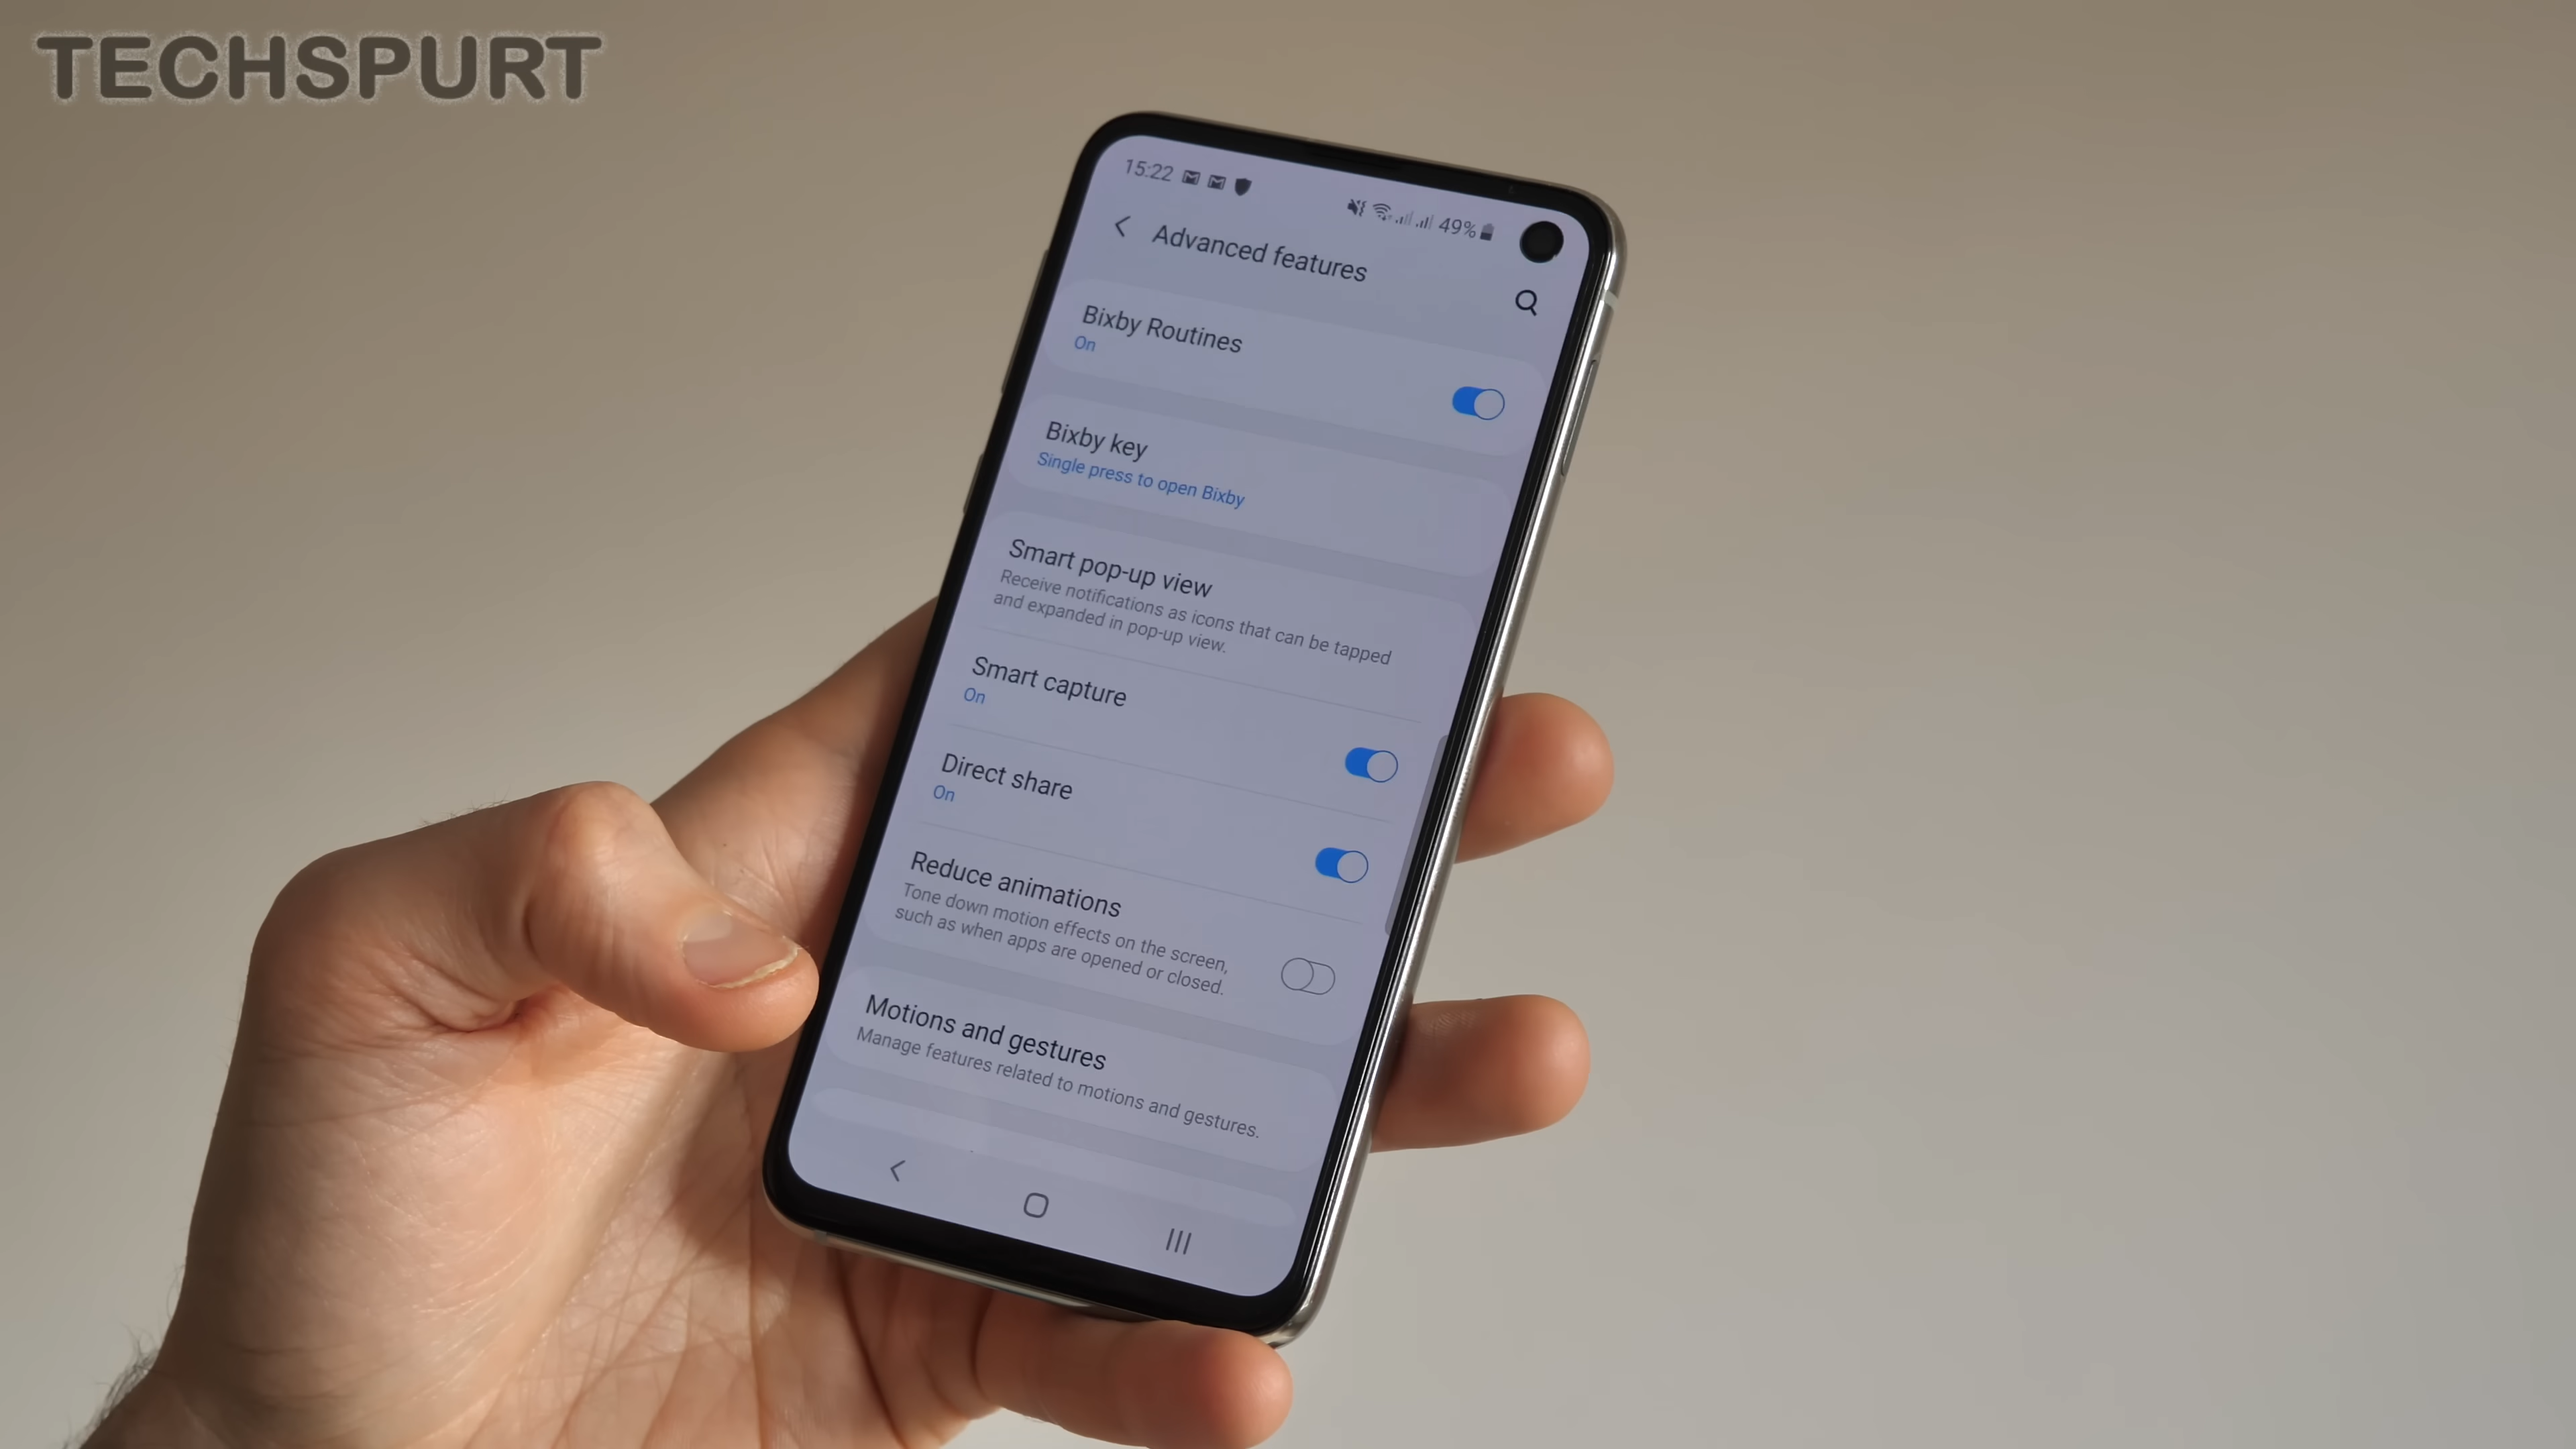 TECHSPURT
15:22
49%
Advanced features
Bixby Routines
On
Bixby key
Single press to open Bixby
Smart pop-up view
Receive notifications as icons that can be tapped
and expanded in pop-up view.
Smart capture
On
Direct share
On
Reduce animations
Tone down motion effects on the screen,
such as when apps are opened or closed.
Motions and gestures
Manage features related to motions and gestures.